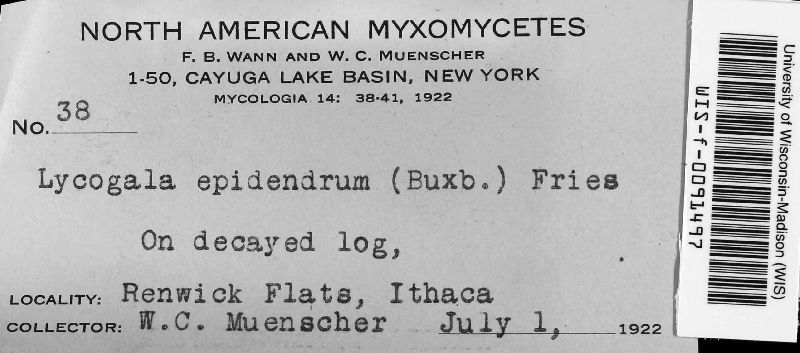 NORTH AMERICAN MYXOMYCETES
F. B. WANN AND W. C. MUENSCHER
1-50, CAYUGA LAKE BASIN, NEW YORK
MYCOLOGIA 14: 38-41, 1922
No. 38
Lycogala epidendrum (Buxb.) Fries
On decayed log,
LOCALITY: Renwick Flats, Ithaca
COLLECTOR: W.C. Muenscher July 1, 1922
University of Wisconsin-Madison (WIS)
WIS-f-0091497